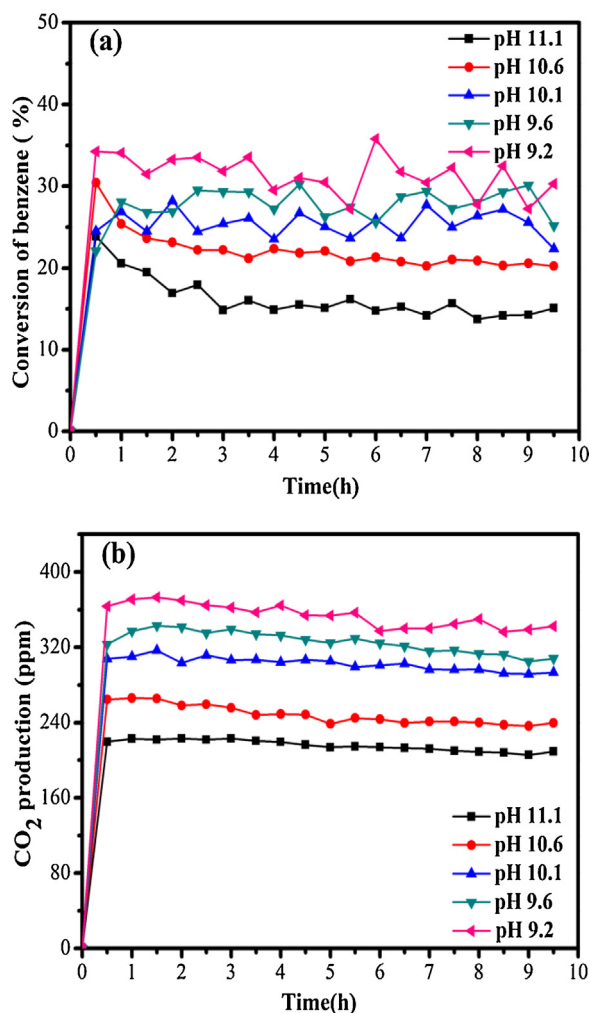 (a)
pH 11.1
pH 10.6
pH 10.1
pH 9.6
pH 9.2
Conversion of benzene ( %)
50
40
30
20
10
0
0 1 2 3 4 5 6 7 8 9 10
Time(h)
(b)
CO2 production (ppm)
400
320
240
160
80
0
pH 11.1
pH 10.6
pH 10.1
pH 9.6
pH 9.2
0 1 2 3 4 5 6 7 8 9 10
Time(h)